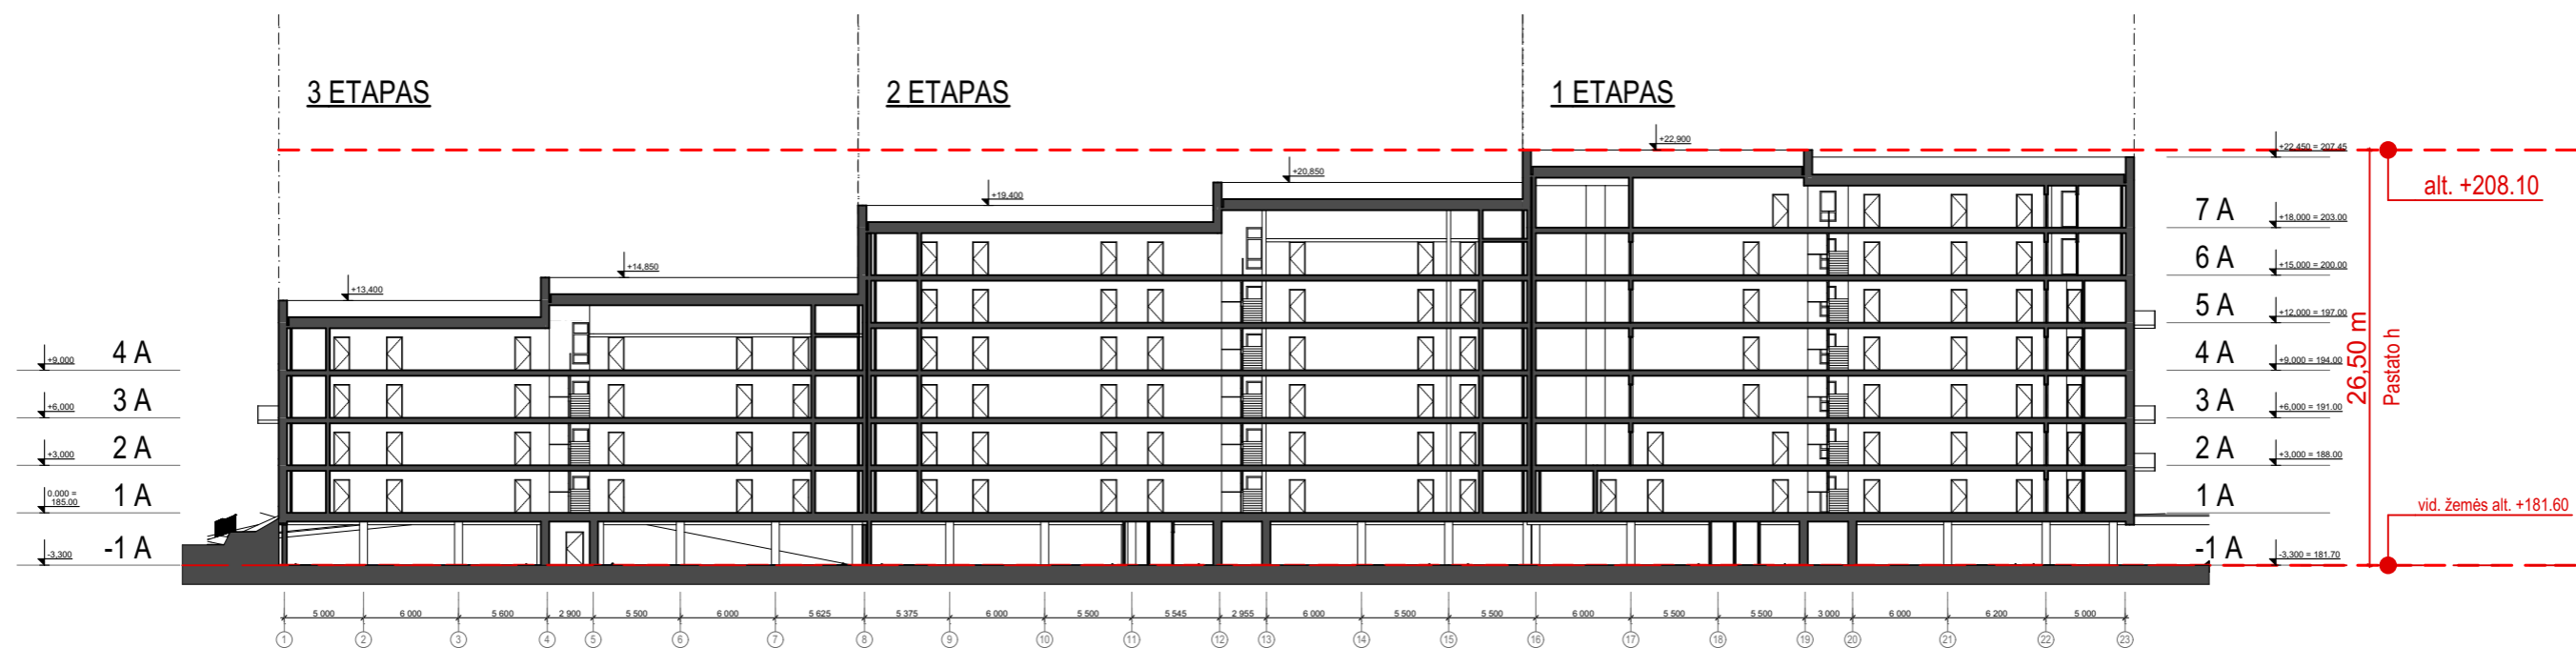 3 ETAPAS
2 ETAPAS
1 ETAPAS
+22,900
+22,450 = 207.45
+20,850
alt. +208.10
+19,400
7 A
+18,000 = 203.00
+14,850
6 A
+15,000 = 200.00
+13,400
5 A
+12,000 = 197.00
+9,000
4 A
4 A
+9,000 = 194.00
26,50 m
Pastato h
+6,000
3 A
3 A
+6,000 = 191.00
+3,000
2 A
2 A
+3,000 = 188.00
0.000 =
185.00
1 A
1 A
vid. žemės alt. +181.60
-3,300
-1 A
-1 A
-3,300 = 181.70
5 000 6 000 5 600 2 900 5 500 6 000 5 625 5 375 6 000 5 500 5 545 2 955 6 000 5 500 5 500 6 000 5 500 5 500 3 000 6 000 6 200 5 000
1 2 3 4 5 6 7 8 9 10 11 12 13 14 15 16 17 18 19 20 21 22 23